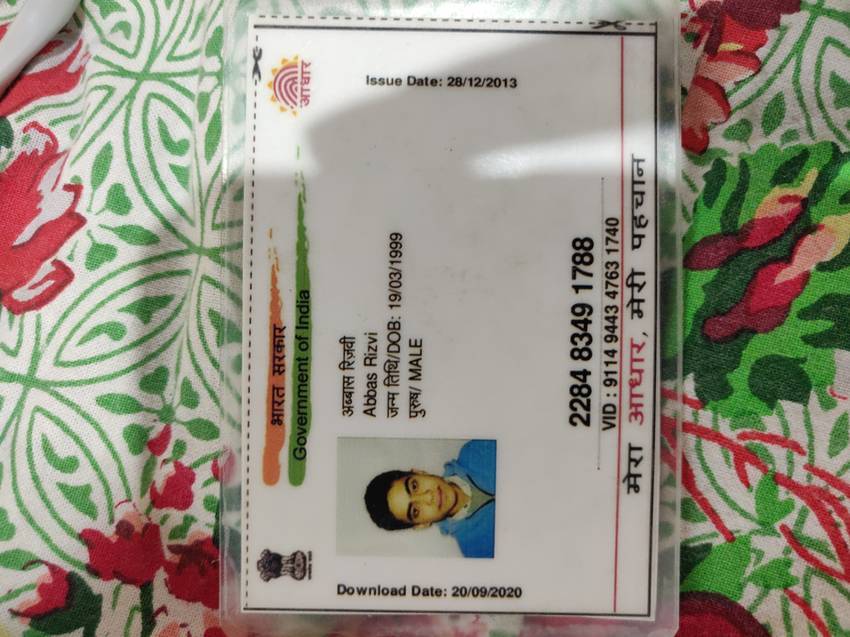 आधार
भारत सरकार
Government of India
Issue Date: 28/12/2013
अब्बास रिज़वी
Abbas Rizvi
जन्म तिथि/DOB: 19/03/1999
पुरुष/ MALE
Download Date: 20/09/2020
2284 8349 1788
VID : 9114 9443 4763 1740
मेरा आधार, मेरी पहचान